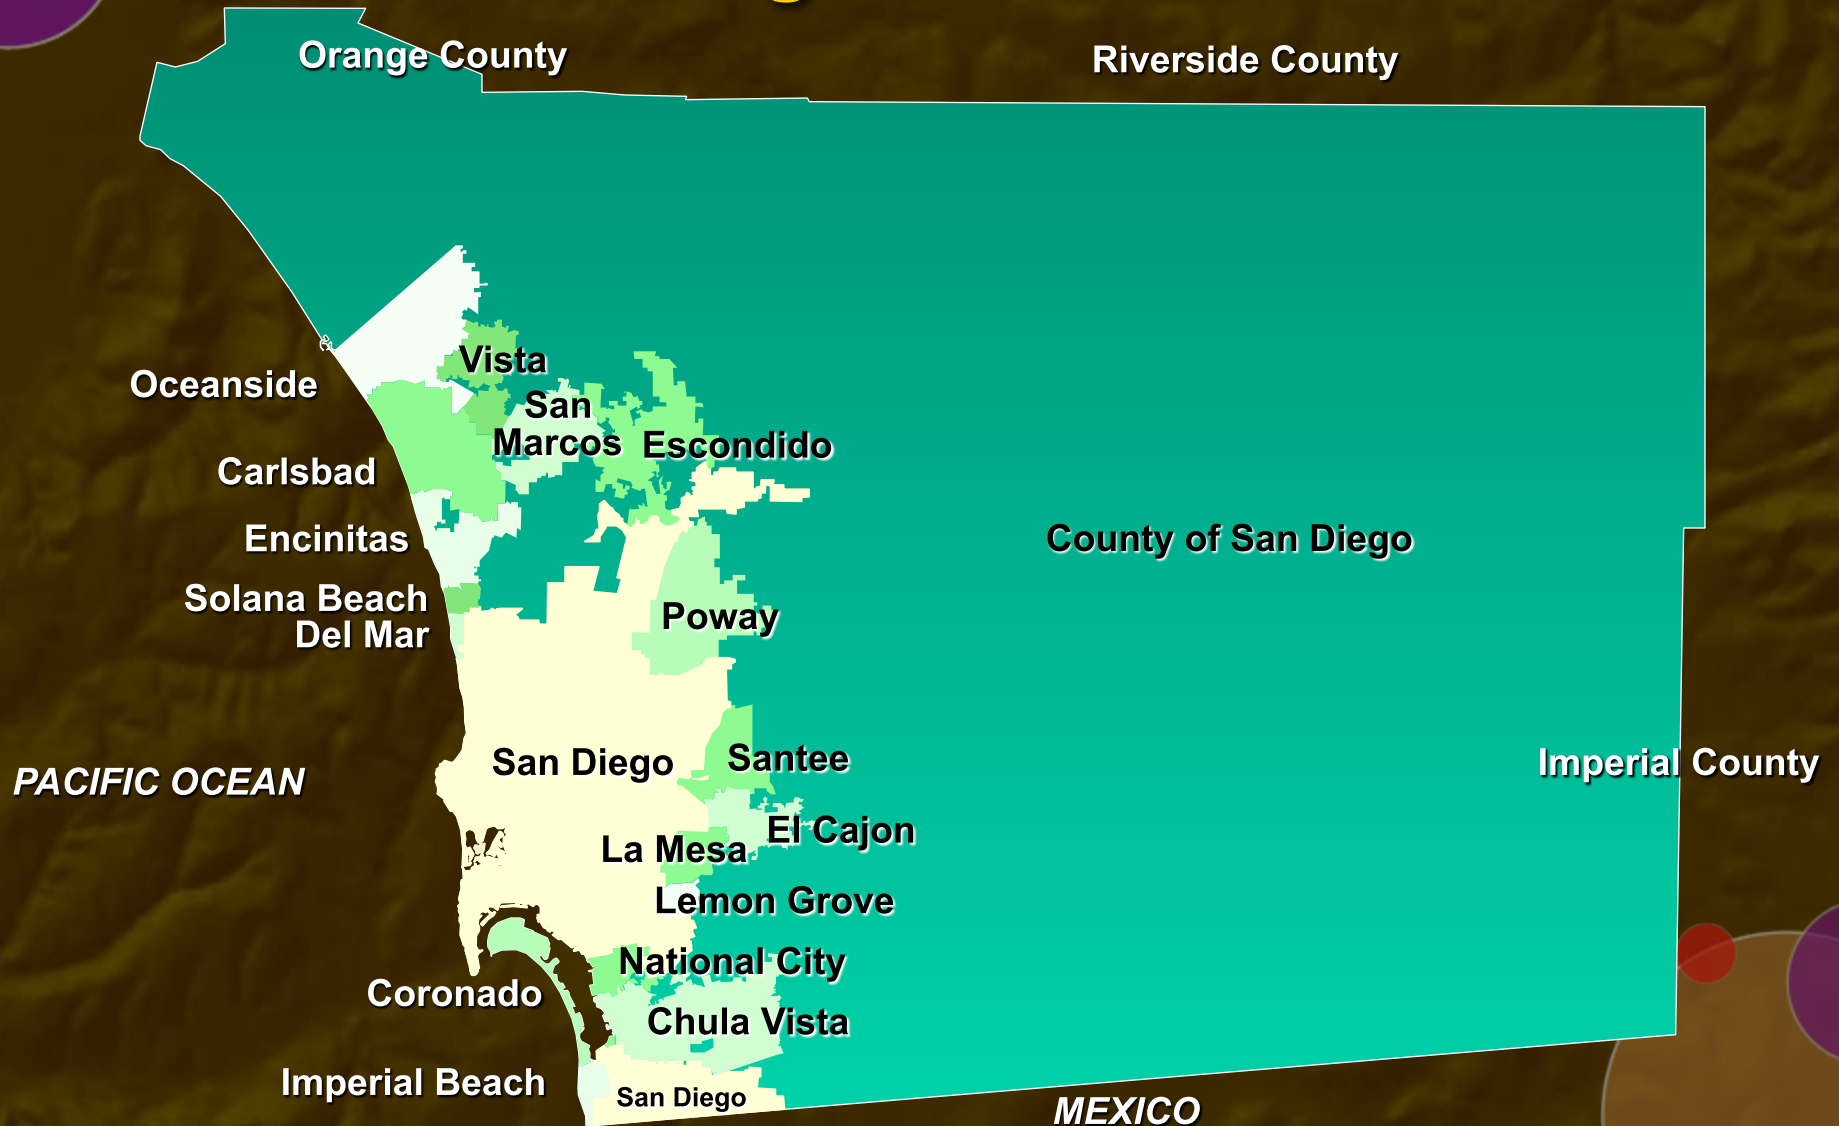 Orange County
Riverside County
Vista
Oceanside
San
Marcos
Escondido
Carlsbad
Encinitas
County of San Diego
Solana Beach
Del Mar
Poway
San Diego
Santee
Imperial County
PACIFIC OCEAN
El Cajon
La Mesa
Lemon Grove
National City
Coronado
Chula Vista
Imperial Beach
San Diego
MEXICO